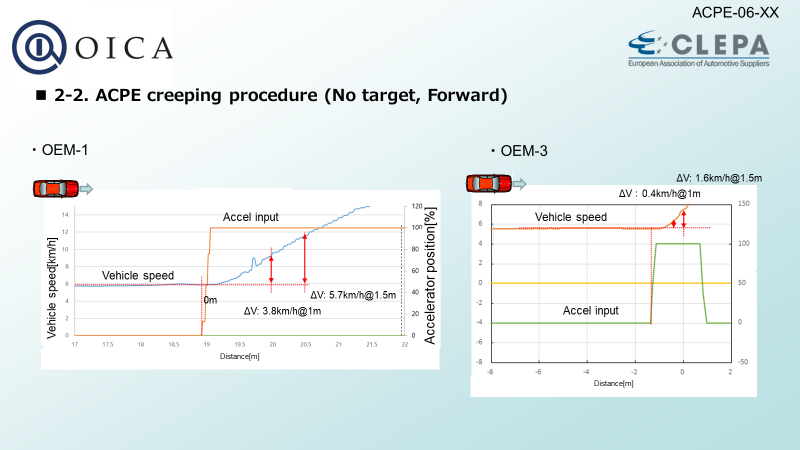 ACPE-06-XX
OICA
CLEPA
European Association of Automotive Suppliers
■ 2-2. ACPE creeping procedure (No target, Forward)
・OEM-1
・OEM-3
14
12
10
8
6
4
2
0
Vehicle speed[km/h]
Accel input
Vehicle speed
0m
ΔV: 5.7km/h@1.5m
ΔV: 3.8km/h@1m
120
100
80
60
40
20
0
Accelerator position[%]
17 17.5 18 18.5 19 19.5 20 20.5 21 21.5 22
Distance[m]
ΔV: 1.6km/h@1.5m
ΔV : 0.4km/h@1m
8
6
4
2
0
-2
-4
-6
-8
Vehicle speed
Accel input
150
100
50
0
-50
-8 -6 -4 -2 0 2
Distance[m]